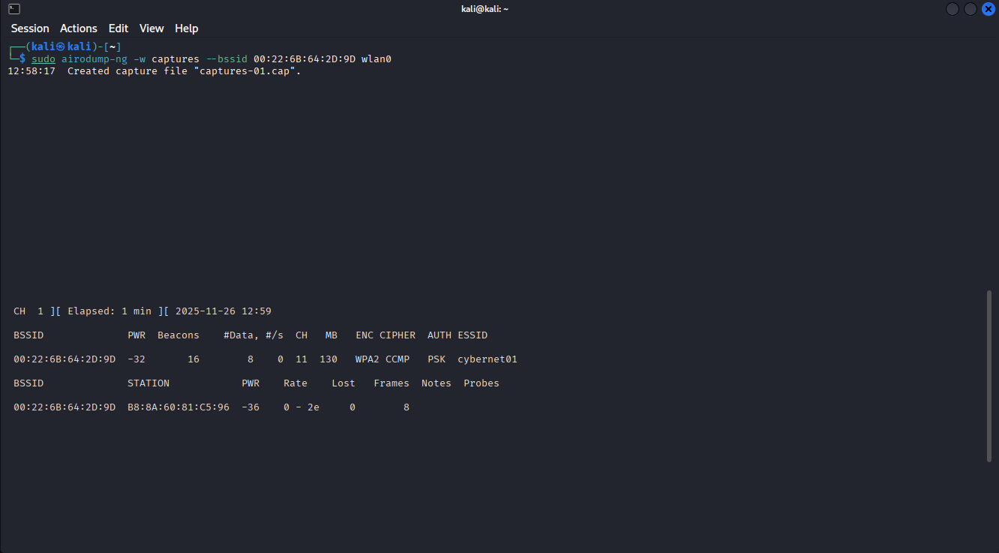 kali@kali: ~
Session Actions Edit View Help
┌──(kali㉿kali)-[~]
└─$ sudo airodump-ng -w captures --bssid 00:22:6B:64:2D:9D wlan0
12:58:17  Created capture file "captures-01.cap".
CH  1 ][ Elapsed: 1 min ][ 2025-11-26 12:59
BSSID              PWR  Beacons    #Data, #/s  CH   MB   ENC CIPHER  AUTH ESSID
00:22:6B:64:2D:9D  -32       16        8    0  11  130   WPA2 CCMP   PSK  cybernet01
BSSID              STATION            PWR    Rate    Lost   Frames  Notes  Probes
00:22:6B:64:2D:9D  B8:8A:60:81:C5:96  -36    0 - 2e     0        8